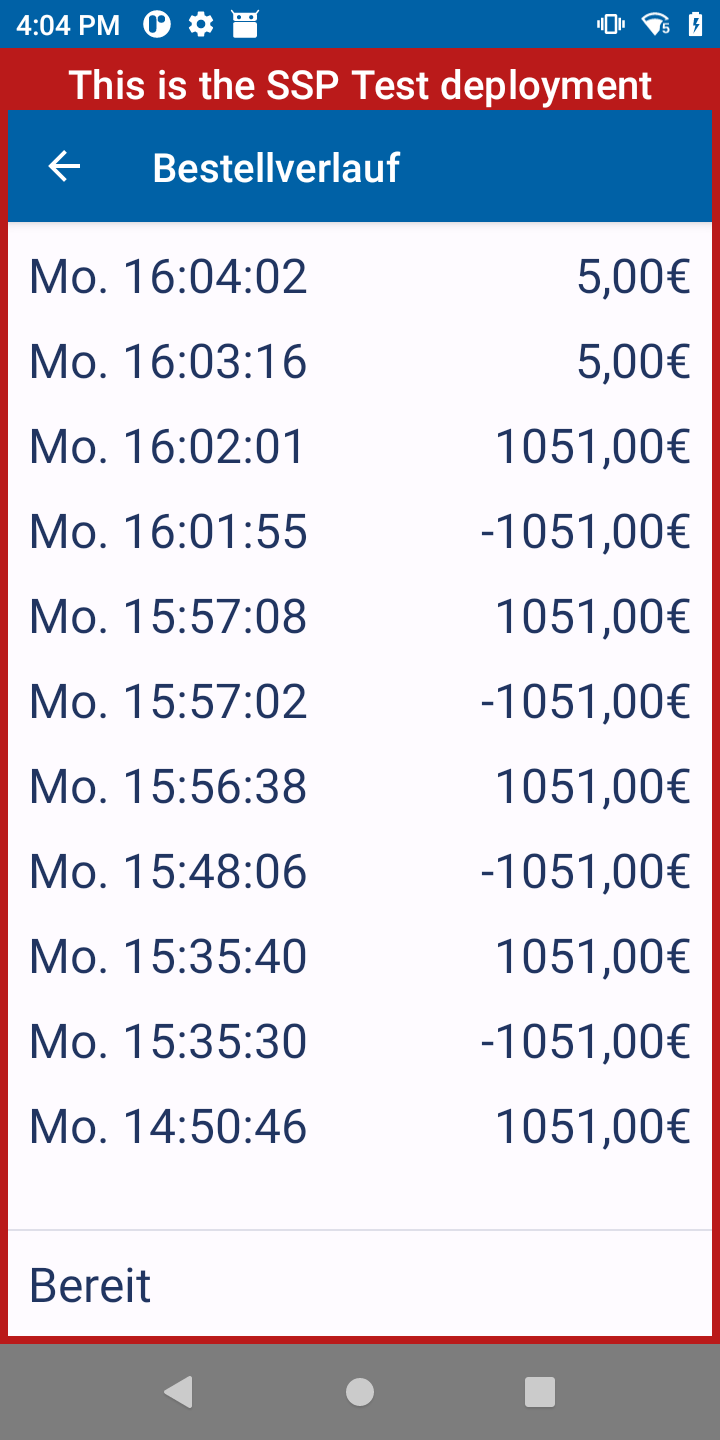 4:04 PM
5
This is the SSP Test deployment
Bestellverlauf
Mo. 16:04:02 5,00€
Mo. 16:03:16 5,00€
Mo. 16:02:01 1051,00€
Mo. 16:01:55 -1051,00€
Mo. 15:57:08 1051,00€
Mo. 15:57:02 -1051,00€
Mo. 15:56:38 1051,00€
Mo. 15:48:06 -1051,00€
Mo. 15:35:40 1051,00€
Mo. 15:35:30 -1051,00€
Mo. 14:50:46 1051,00€
Bereit